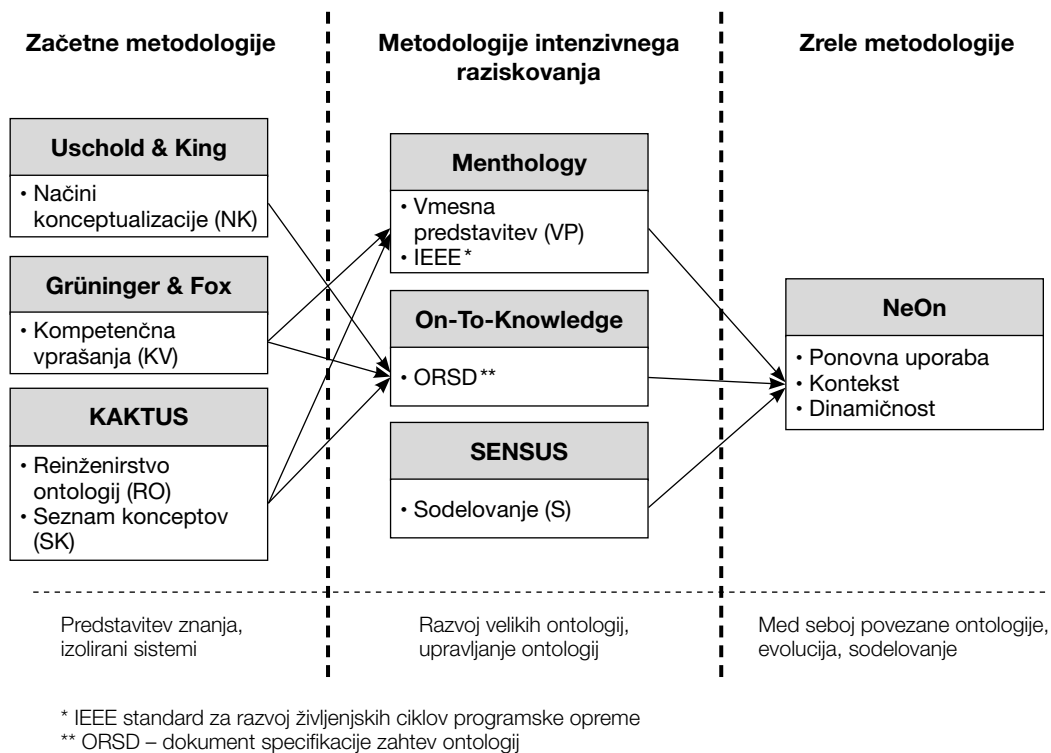 Začetne metodologije
Uschold & King
• Načini
konceptualizacije (NK)
Grüninger & Fox
• Kompetenčna
vprašanja (KV)
KAKTUS
• Reinženirstvo
ontologij (RO)
• Seznam konceptov
(SK)
Predstavitev znanja,
izolirani sistemi
Metodologije intenzivnega
raziskovanja
Menthology
• Vmesna
predstavitev (VP)
• IEEE*
On-To-Knowledge
• ORSD**
SENSUS
• Sodelovanje (S)
Razvoj velikih ontologij,
upravljanje ontologij
Zrele metodologije
NeOn
• Ponovna uporaba
• Kontekst
• Dinamičnost
Med seboj povezane ontologije,
evolucija, sodelovanje
* IEEE standard za razvoj življenjskih ciklov programske opreme
** ORSD – dokument specifikacije zahtev ontologij